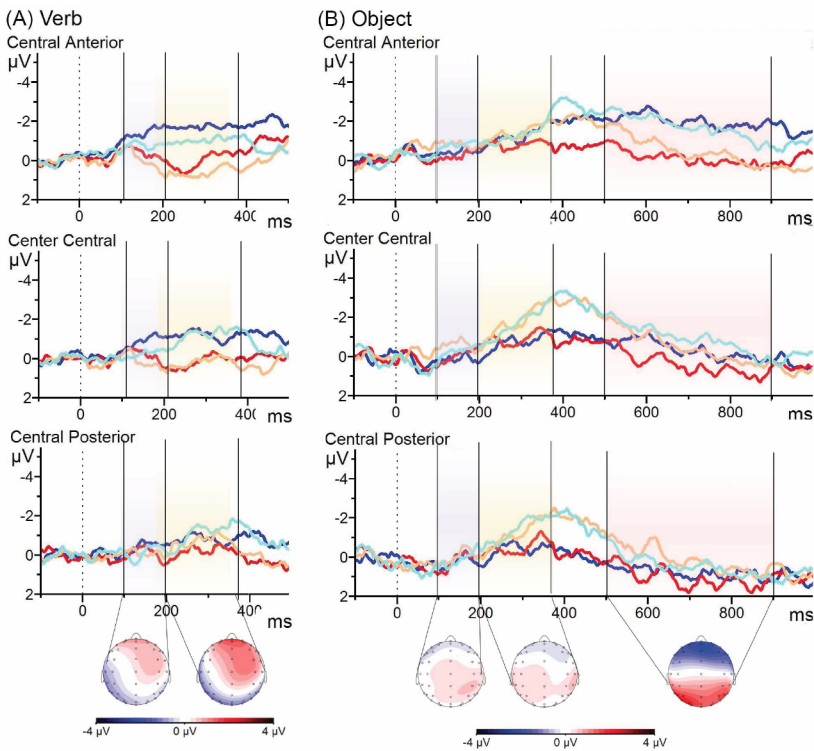 (A) Verb
Central Anterior
µV
-4
-2
0
2
0
200
400
ms
Center Central
µV
-4
-2
0
2
0
200
400
ms
Central Posterior
µV
-4
-2
0
2
0
200
400
ms
-4 µV
0 µV
4 µV
(B) Object
Central Anterior
µV
-4
-2
0
2
0
200
400
600
800
ms
Center Central
µV
-4
-2
0
2
0
200
400
600
800
ms
Central Posterior
µV
-4
-2
0
2
0
200
400
600
800
ms
-4 µV
0 µV
4 µV